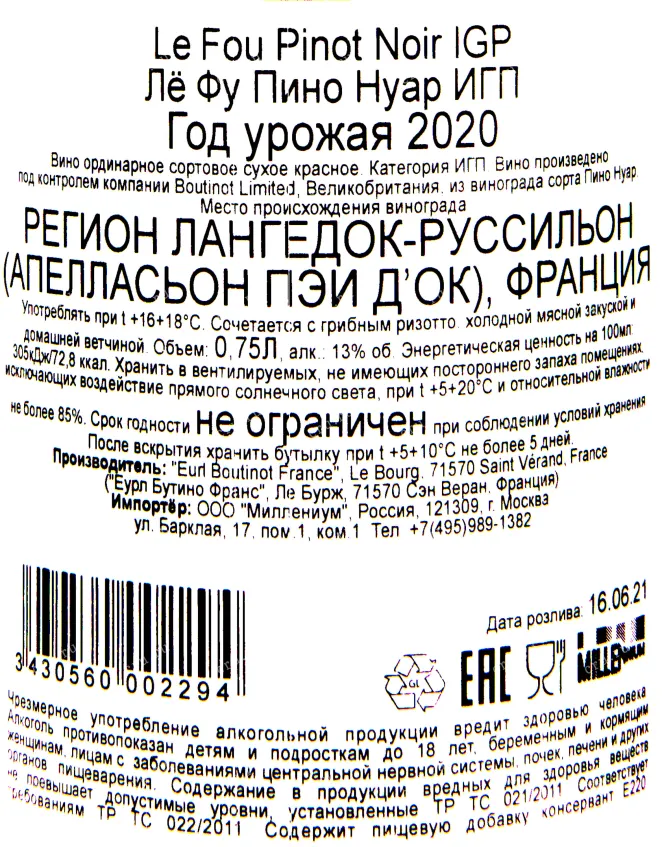 Le Fou Pinot Noir IGP
Лё Фу Пино Нуар ИГП
Год урожая 2020
Вино ординарное сортовое сухое красное. Категория ИГП. Вино произведено
под контролем компании Boutinot Limited, Великобритания, из винограда сорта Пино Нуар.
Место происхождения винограда
РЕГИОН ЛАНГЕДОК-РУССИЛЬОН
(АПЕЛЛАСЬОН ПЭИ Д'ОК), ФРАНЦИЯ
Употреблять при t +16+18°С. Сочетается с грибным ризотто, холодной мясной закуской и
домашней ветчиной. Объем: 0,75Л, алк.: 13% об. Энергетическая ценность на 100мл:
305кДж/72,8 ккал. Хранить в вентилируемых, не имеющих постороннего запаха помещениях,
исключающих воздействие прямого солнечного света, при t +5+20°С и относительной влажности
не более 85%. Срок годности не ограничен при соблюдении условий хранения
После вскрытия хранить бутылку при t +5+10°С не более 5 дней.
Производитель: "Eurl Boutinot France", Le Bourg, 71570 Saint Vérand, France
("Еурл Бутино Франс", Ле Бурж, 71570 Сэн Веран, Франция)
Импортёр: ООО "Миллениум", Россия, 121309, г. Москва
ул. Барклая, 17, пом.1, ком.1 Тел +7(495)989-1382
Дата розлива: 16.06.21
3 430560 002294
GL
EAC
MILLENNIUM
Чрезмерное употребление алкогольной продукции вредит здоровью человека
Алкоголь противопоказан детям и подросткам до 18 лет, беременным и кормящим
женщинам, лицам с заболеваниями центральной нервной системы, почек, печени и других
органов пищеварения. Содержание в продукции вредных для здоровья веществ
не повышает допустимые уровни, установленные ТР ТС 021/2011 Соответствует
требованиям ТР ТС 022/2011 Содержит пищевую добавку консервант Е220